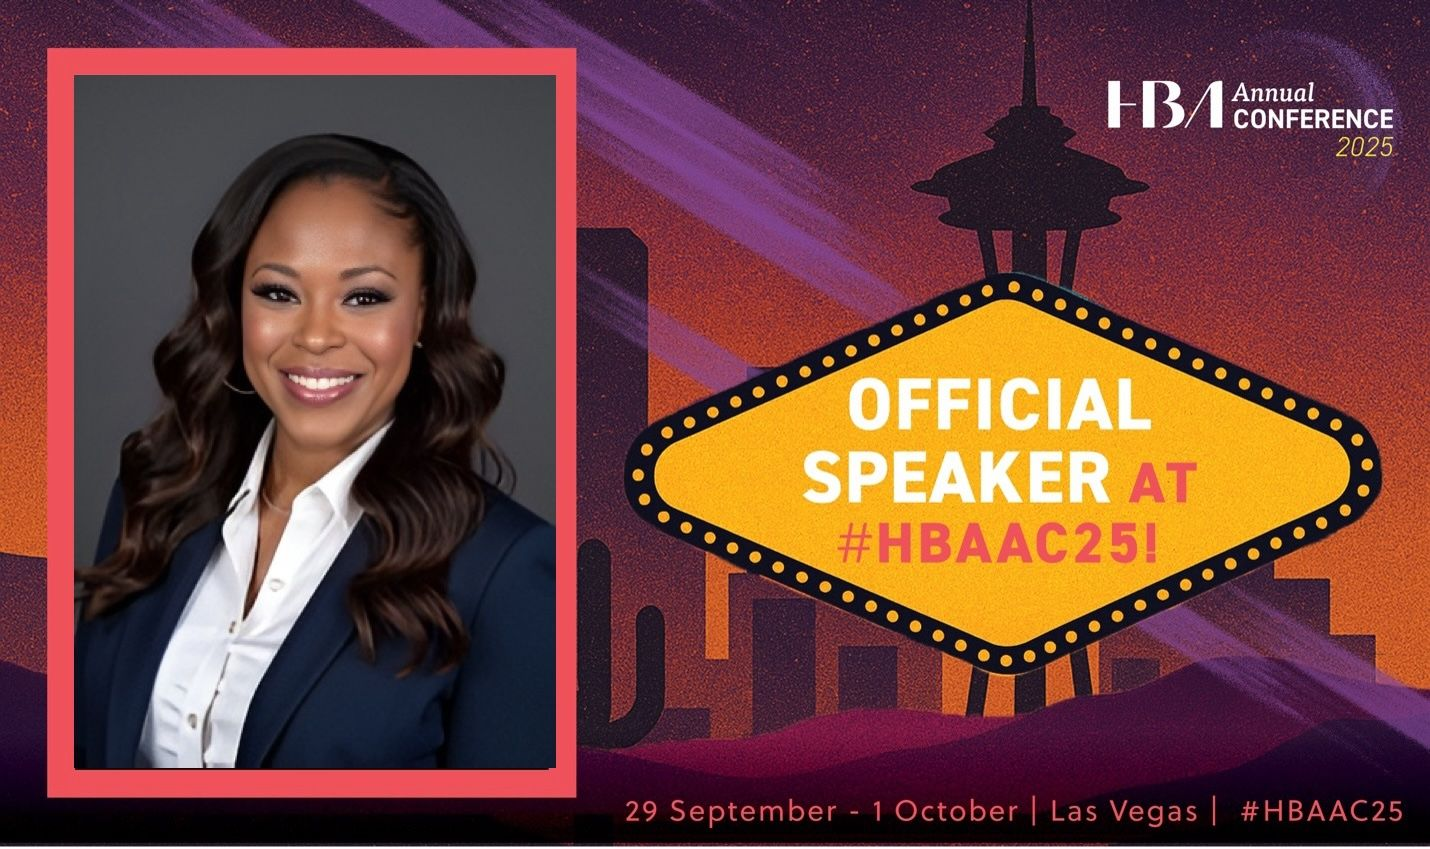 HBA Annual
CONFERENCE
2025
OFFICIAL
SPEAKER AT
#HBAAC25!
29 September - 1 October | Las Vegas | #HBAAC25